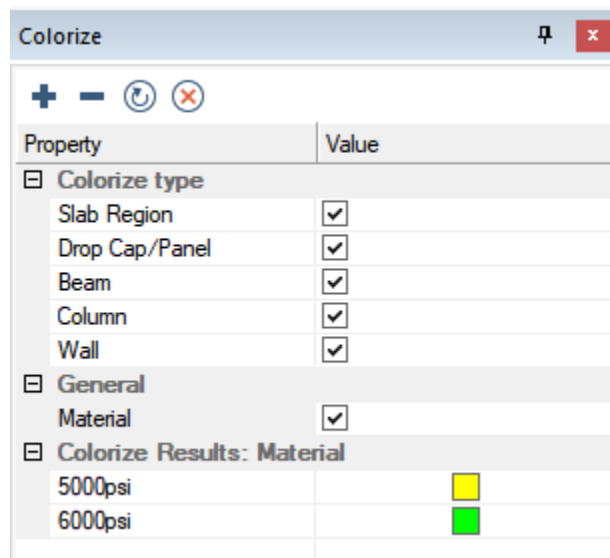 Colorize
Property Value
Colorize type
Slab Region
Drop Cap/Panel
Beam
Column
Wall
General
Material
Colorize Results: Material
5000psi
6000psi